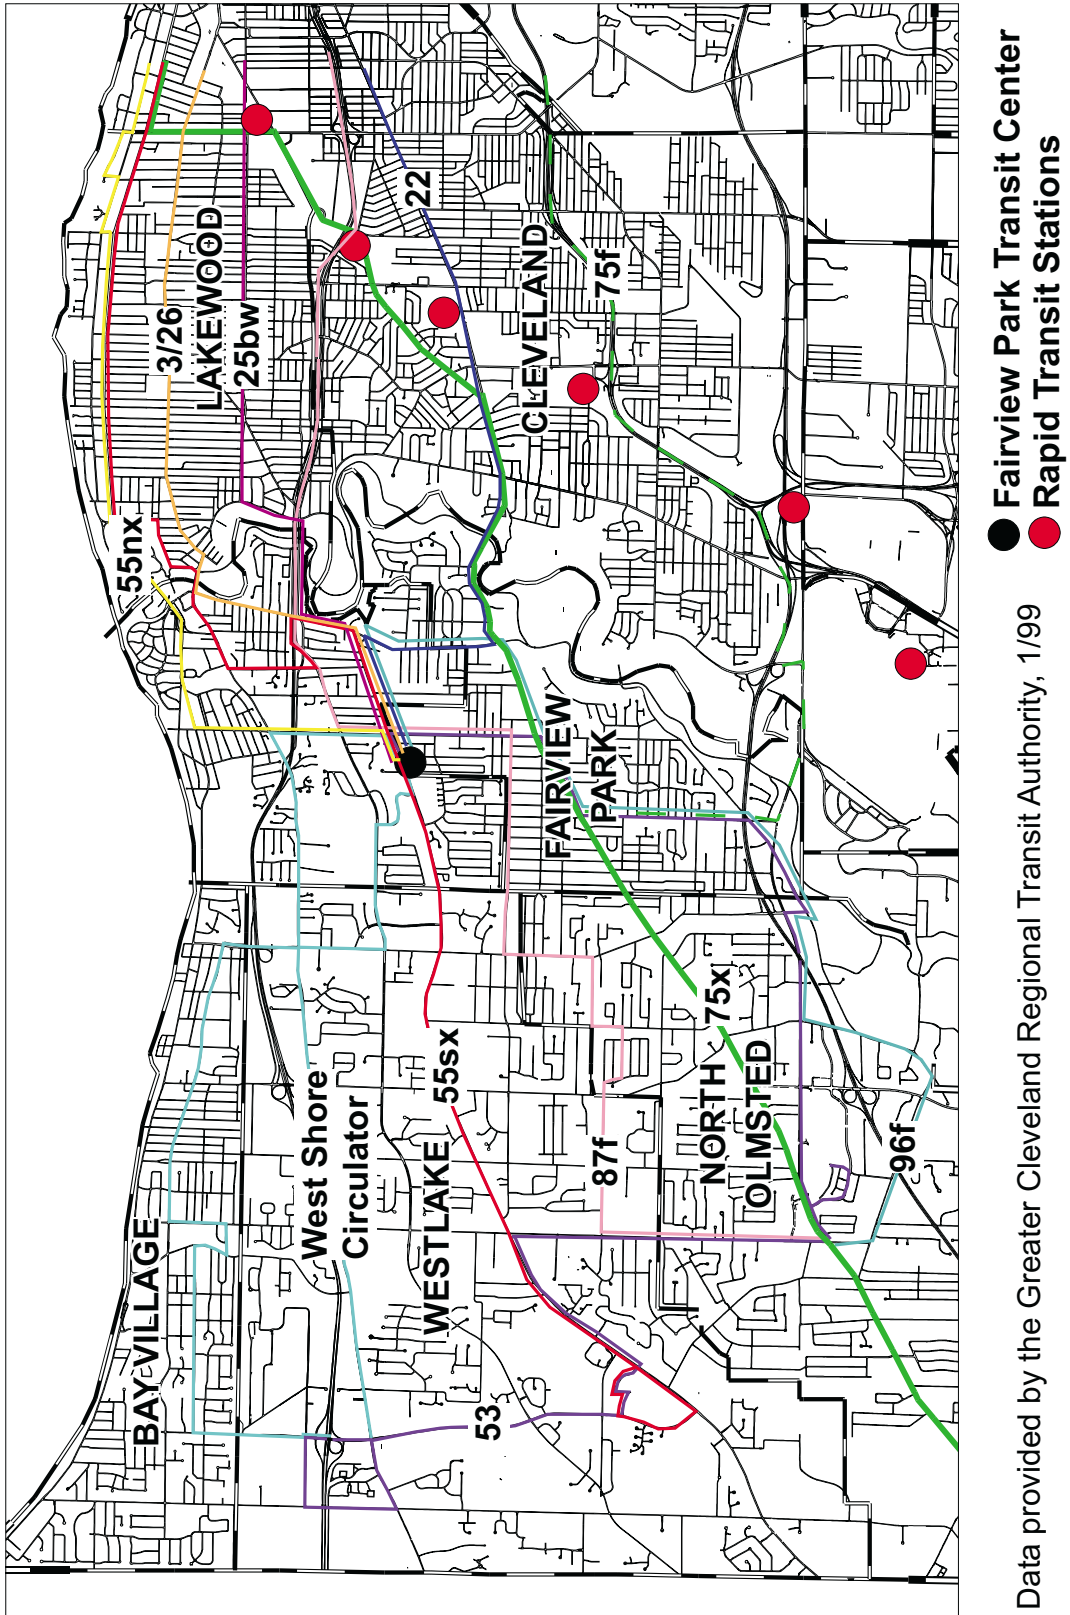 55nx
3/26
LAKEWOOD
25bw
22
CLEVELAND
75f
FAIRVIEW
PARK
BAY VILLAGE
West Shore
Circulator
WESTLAKE
55sx
53
87f
NORTH
OLMSTED
75x
96f
Fairview Park Transit Center
Rapid Transit Stations
Data provided by the Greater Cleveland Regional Transit Authority, 1/99